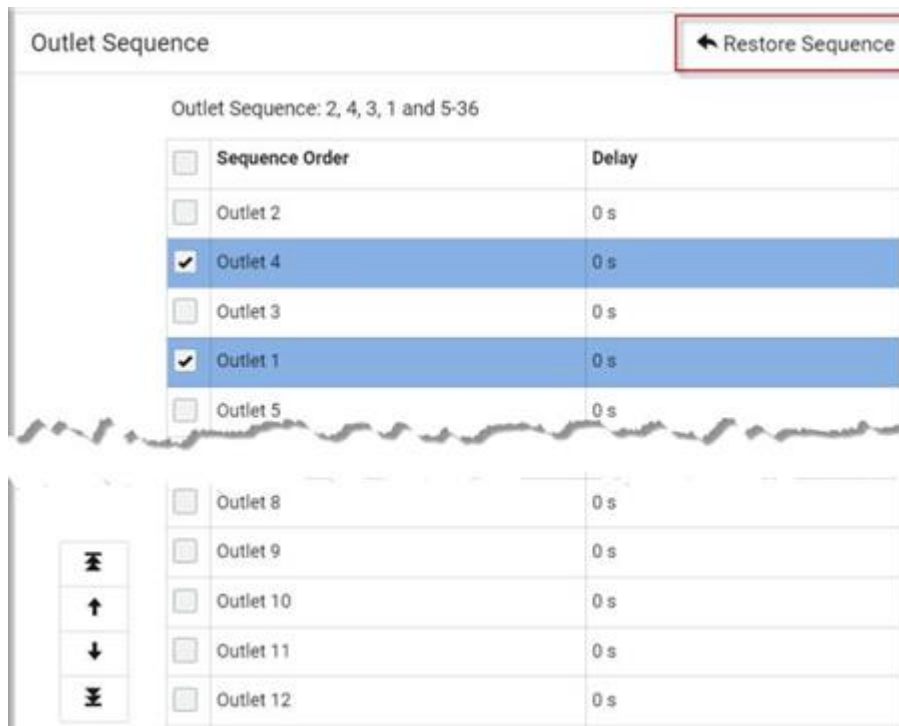 Outlet Sequence Restore Sequence
Outlet Sequence: 2, 4, 3, 1 and 5-36
Sequence Order Delay
Outlet 2 0 s
Outlet 4 0 s
Outlet 3 0 s
Outlet 1 0 s
Outlet 5 0 s
Outlet 8 0 s
Outlet 9 0 s
Outlet 10 0 s
Outlet 11 0 s
Outlet 12 0 s